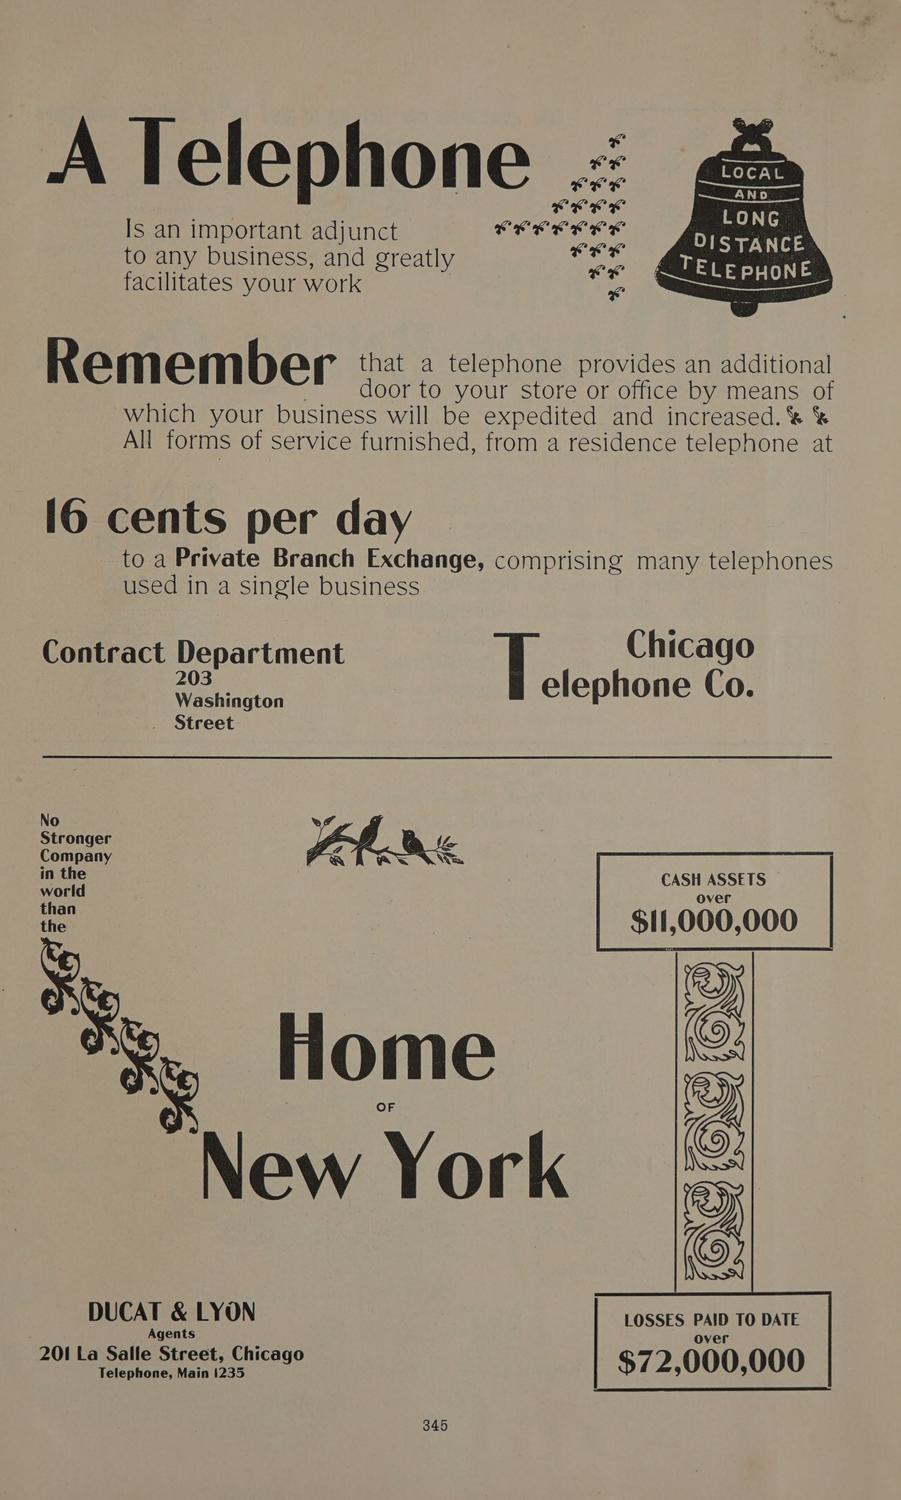 A Telephone
Is an important adjunct
to any business, and greatly
facilitates your work
LOCAL
AND
LONG
DISTANCE
TELEPHONE
Remember that a telephone provides an additional
door to your store or office by means of
which your business will be expedited and increased.
All forms of service furnished, from a residence telephone at
16 cents per day
to a Private Branch Exchange, comprising many telephones
used in a single business
Contract Department
203
Washington
Street
Chicago
Telephone Co.
No
Stronger
Company
in the
world
than
the
Home
OF
New York
CASH ASSETS
over
$11,000,000
LOSSES PAID TO DATE
over
$72,000,000
DUCAT & LYON
Agents
201 La Salle Street, Chicago
Telephone, Main 1235
345